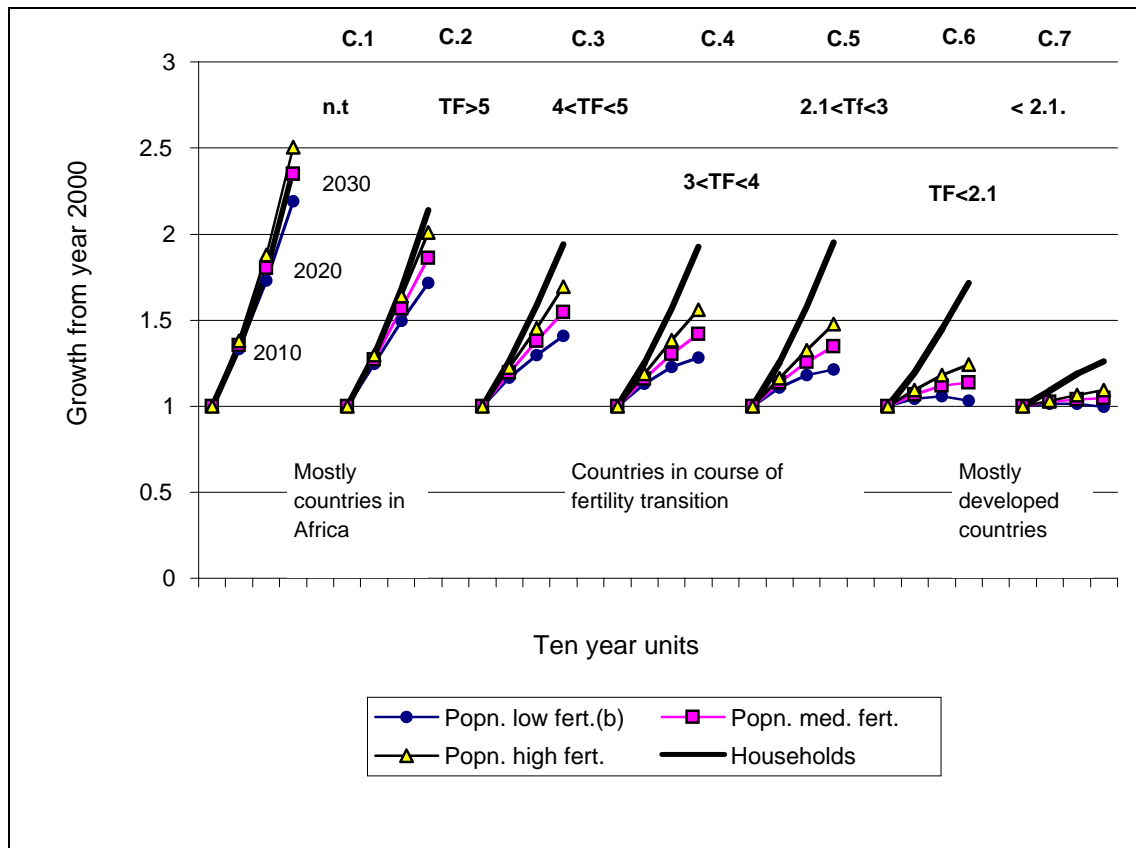 C.1 C.2 C.3 C.4 C.5 C.6 C.7
3
n.t TF>5 4<TF<5 2.1<Tf<3 < 2.1.
2.5
2030 3<TF<4 TF<2.1
2
2020
1.5
2010
1
Mostly
countries in
Africa
Countries in course of
fertility transition
Mostly
developed
countries
0.5
0
Growth from year 2000
Ten year units
Popn. low fert.(b) Popn. med. fert.
Popn. high fert. Households